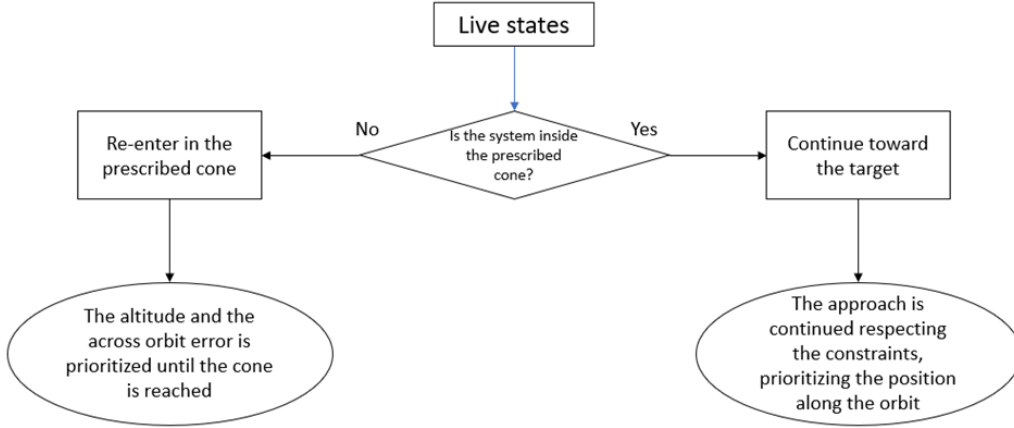 Live states
No
Is the system inside
the prescribed
cone?
Yes
Re-enter in the
prescribed cone
Continue toward
the target
The altitude and the
across orbit error is
prioritized until the cone
is reached
The approach is
continued respecting
the constraints,
prioritizing the position
along the orbit